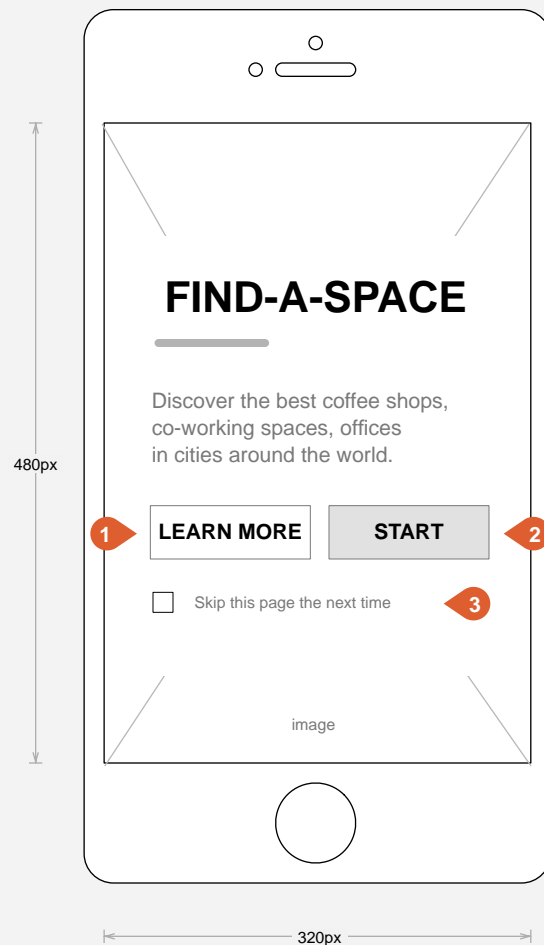 FIND-A-SPACE
Discover the best coffee shops,
co-working spaces, offices
in cities around the world.
480px
1
LEARN MORE
START
2
Skip this page the next time
3
image
320px